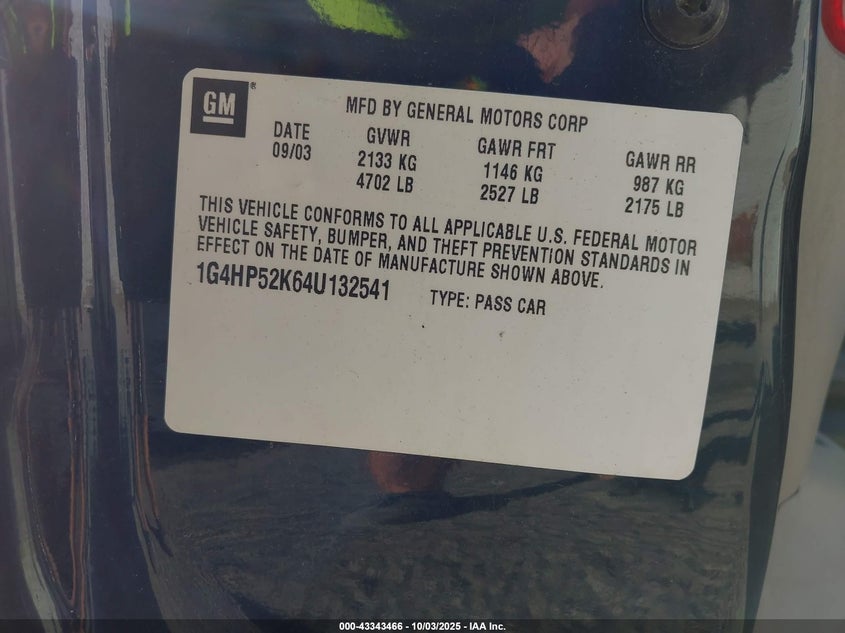 GM®
MFD BY GENERAL MOTORS CORP
DATE GVWR GAWR FRT GAWR RR
09/03 2133 KG 1146 KG 987 KG
4702 LB 2527 LB 2175 LB
THIS VEHICLE CONFORMS TO ALL APPLICABLE U.S. FEDERAL MOTOR
VEHICLE SAFETY, BUMPER, AND THEFT PREVENTION STANDARDS IN
EFFECT ON THE DATE OF MANUFACTURE SHOWN ABOVE.
1G4HP52K64U132541 TYPE: PASS CAR
000-43343466 - 10/03/2025 - IAA Inc.